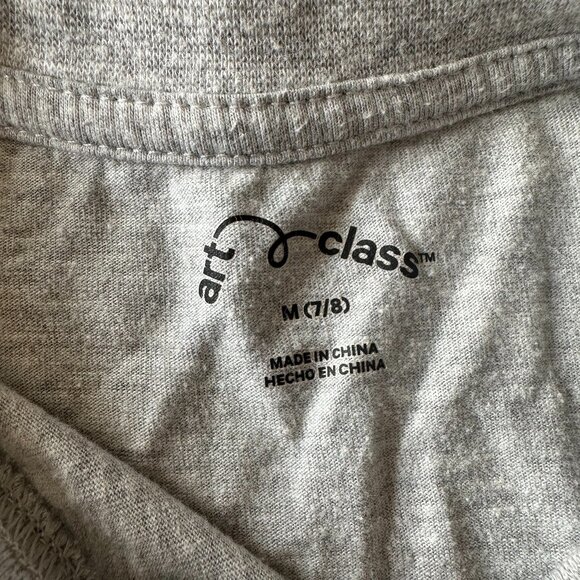 art class™
M (7/8)
MADE IN CHINA
HECHO EN CHINA